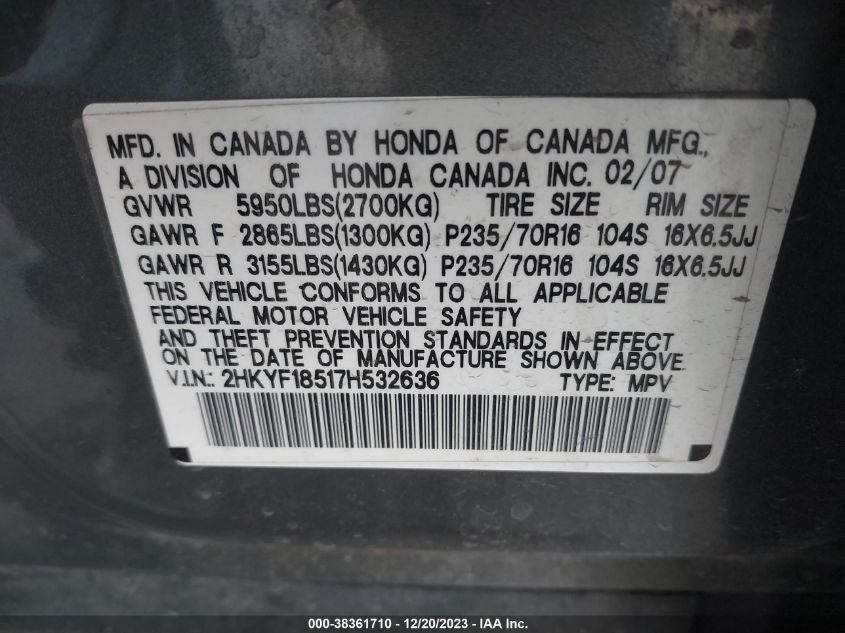 MFD. IN CANADA BY HONDA OF CANADA MFG.,
A DIVISION OF HONDA CANADA INC. 02/07
GVWR 5950LBS(2700KG) TIRE SIZE RIM SIZE
GAWR F 2865LBS(1300KG) P235/70R16 104S 16X6.5JJ
GAWR R 3155LBS(1430KG) P235/70R16 104S 16X6.5JJ
THIS VEHICLE CONFORMS TO ALL APPLICABLE
FEDERAL MOTOR VEHICLE SAFETY
AND THEFT PREVENTION STANDARDS IN EFFECT
ON THE DATE OF MANUFACTURE SHOWN ABOVE.
V.I.N.: 2HKYF18517H532636 TYPE: MPV
000-38361710 - 12/20/2023 - IAA Inc.